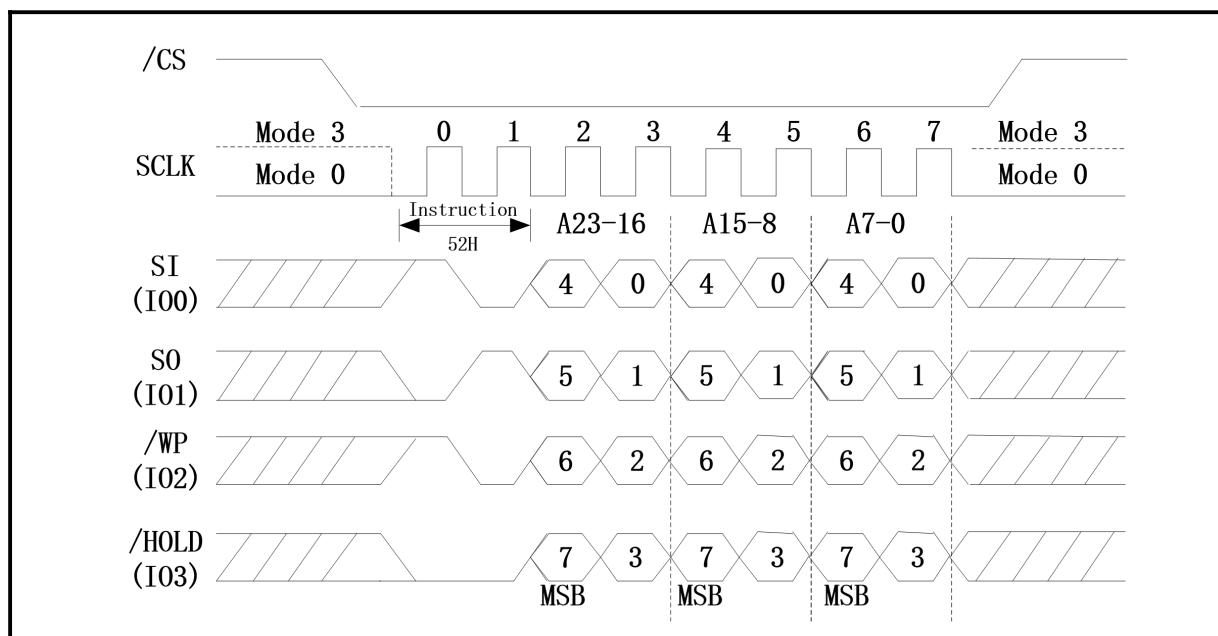 /CS
Mode 3 0 1 2 3 4 5 6 7 Mode 3
SCLK
Mode 0 Mode 0
Instruction
52H
A23-16 A15-8 A7-0
SI
(IO0)
4 0 4 0 4 0
SO
(IO1)
5 1 5 1 5 1
/WP
(IO2)
6 2 6 2 6 2
/HOLD
(IO3)
7 3 7 3 7 3
MSB MSB MSB